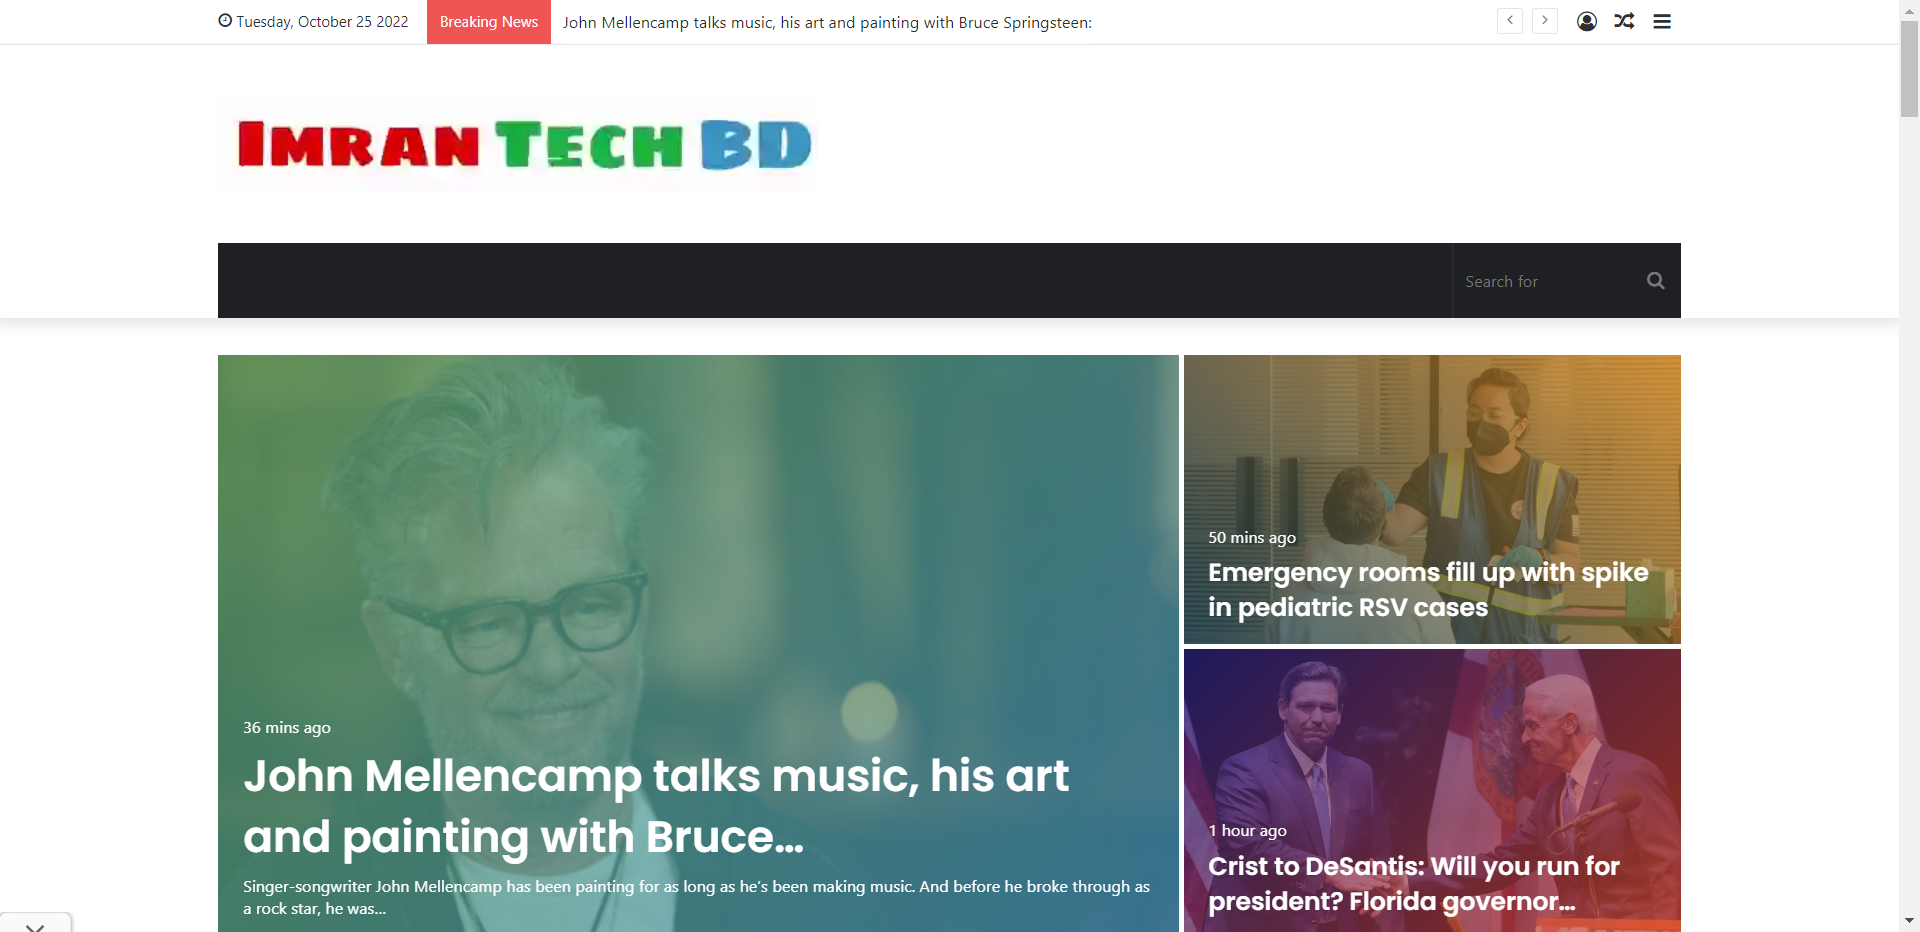 Tuesday, October 25 2022
Breaking News
John Mellencamp talks music, his art and painting with Bruce Springsteen:
IMRAN TECH BD
Search for
36 mins ago
John Mellencamp talks music, his art
and painting with Bruce...
Singer-songwriter John Mellencamp has been painting for as long as he's been making music. And before he broke through as
a rock star, he was...
50 mins ago
Emergency rooms fill up with spike
in pediatric RSV cases
1 hour ago
Crist to DeSantis: Will you run for
president? Florida governor...